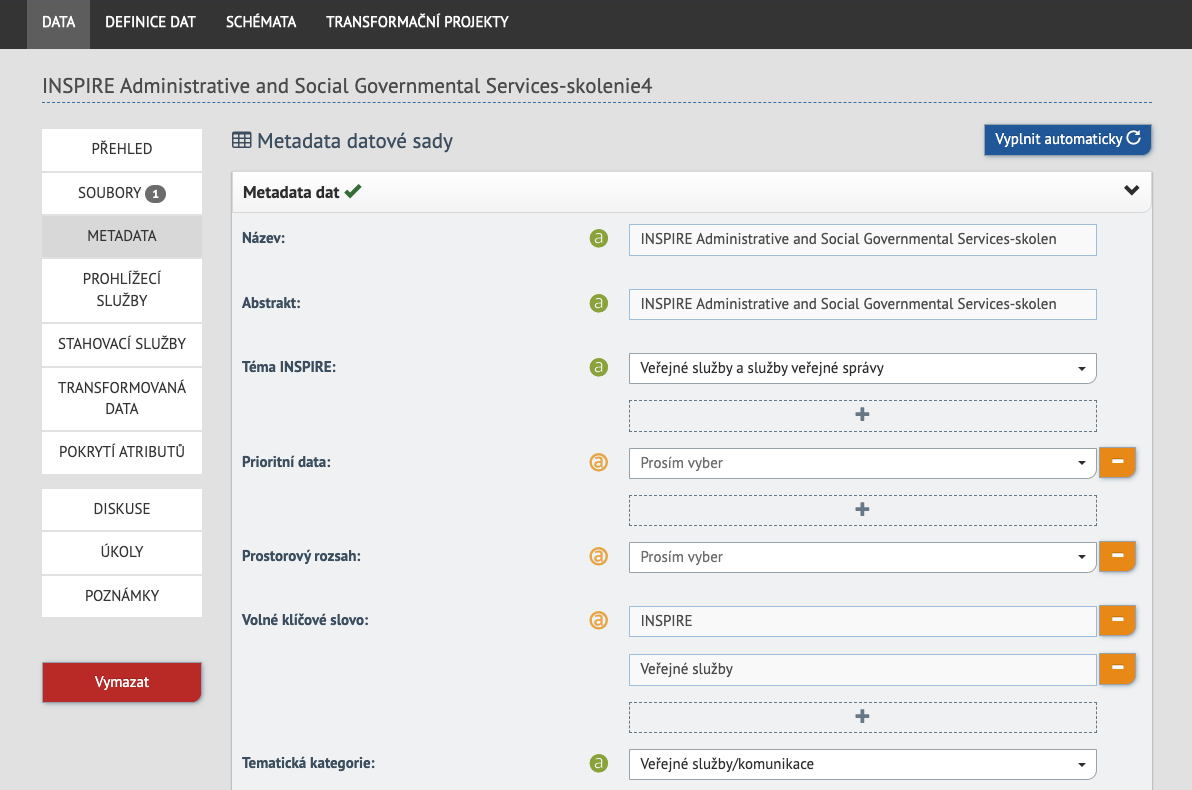 DATA DEFINICE DAT SCHÉMATA TRANSFORMAČNÍ PROJEKTY
INSPIRE Administrative and Social Governmental Services-skolenie4
PŘEHLED
SOUBORY 1
METADATA
PROHLÍŽECÍ
SLUŽBY
STAHOVACÍ SLUŽBY
TRANSFORMOVANÁ
DATA
POKRYTÍ ATRIBUTŮ
DISKUSE
ÚKOLY
POZNÁMKY
Vymazat
Metadata datové sady
Vyplnit automaticky
Metadata dat
Název: a INSPIRE Administrative and Social Governmental Services-skolen
Abstrakt: a INSPIRE Administrative and Social Governmental Services-skolen
Téma INSPIRE: a Veřejné služby a služby veřejné správy
+
Prioritní data: a Prosím vyber −
+
Prostorový rozsah: a Prosím vyber −
Volné klíčové slovo: a INSPIRE −
Veřejné služby −
+
Tematická kategorie: a Veřejné služby/komunikace